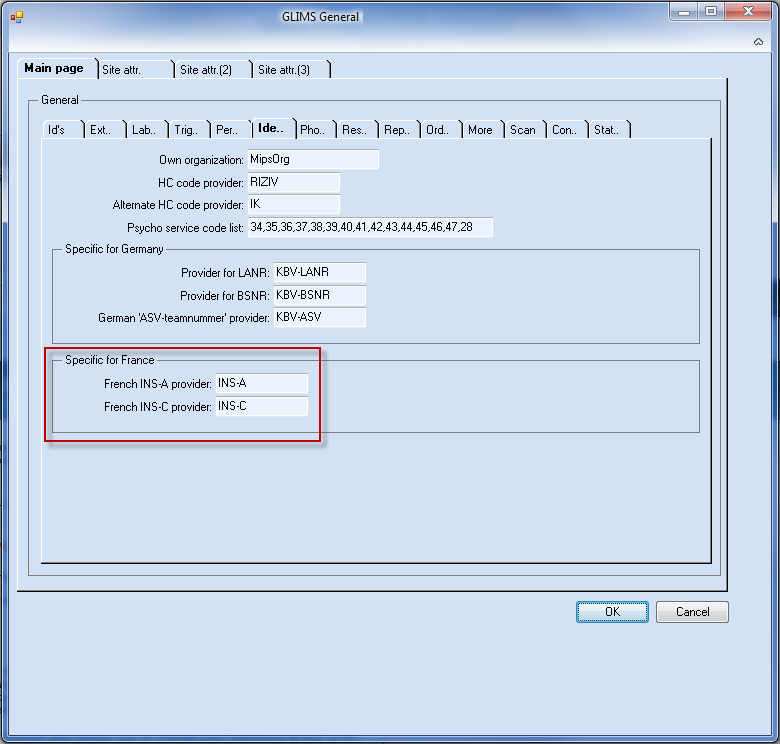 GLIMS General
Main page Site attr. Site attr.(2) Site attr.(3)
General
Id's Ext.. Lab.. Trig.. Per.. Ide.. Pho.. Res.. Rep.. Ord.. More Scan Con.. Stat..
Own organization: MipsOrg
HC code provider: RIZIV
Alternate HC code provider: IK
Psycho service code list: 34,35,36,37,38,39,40,41,42,43,44,45,46,47,28
Specific for Germany
Provider for LANR: KBV-LANR
Provider for BSNR: KBV-BSNR
German 'ASV-teamnummer' provider: KBV-ASV
Specific for France
French INS-A provider: INS-A
French INS-C provider: INS-C
OK Cancel